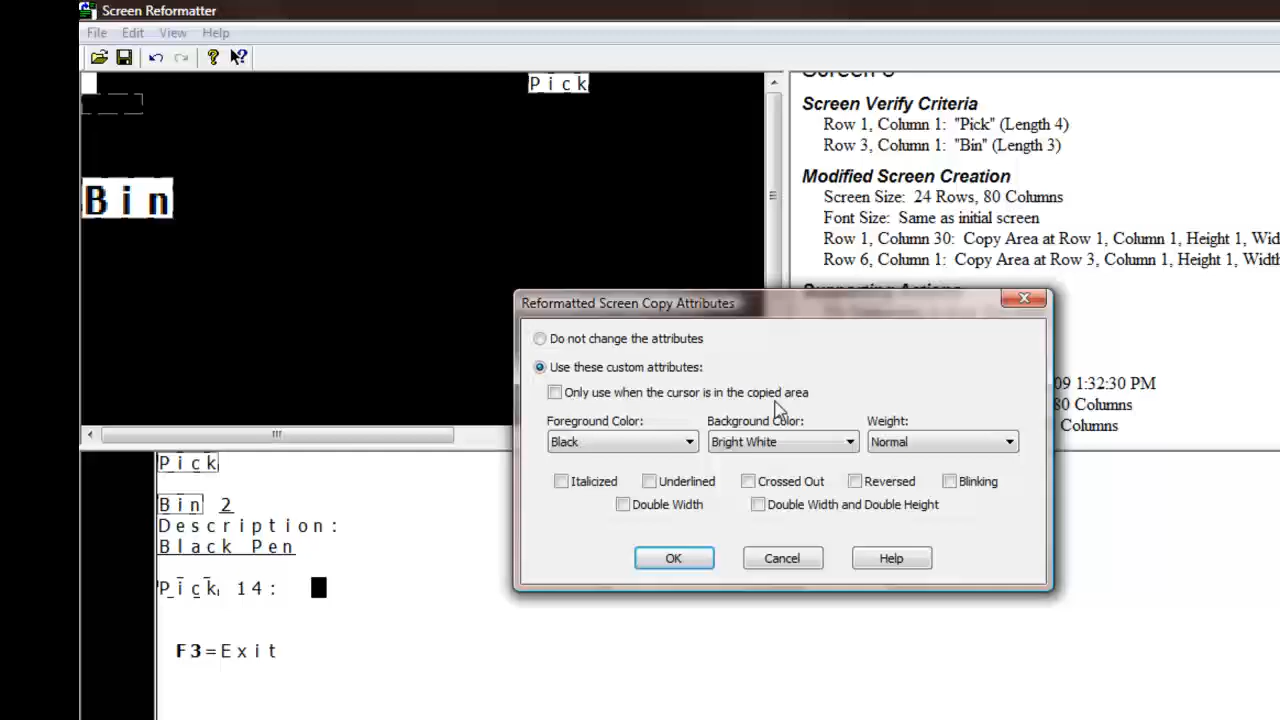 Screen Reformatter
File Edit View Help
Pick
Bin
Screen Verify Criteria
Row 1, Column 1: "Pick" (Length 4)
Row 3, Column 1: "Bin" (Length 3)
Modified Screen Creation
Screen Size: 24 Rows, 80 Columns
Font Size: Same as initial screen
Row 1, Column 30: Copy Area at Row 1, Column 1, Height 1, Wid
Row 6, Column 1: Copy Area at Row 3, Column 1, Height 1, Width
09 1:32:30 PM
80 Columns
Columns
Reformatted Screen Copy Attributes
Do not change the attributes
Use these custom attributes:
Only use when the cursor is in the copied area
Foreground Color: Background Color: Weight:
Black Bright White Normal
Italicized Underlined Crossed Out Reversed Blinking
Double Width Double Width and Double Height
OK Cancel Help
Pick
Bin 2
Description:
Black Pen
Pick 14:
F3=Exit